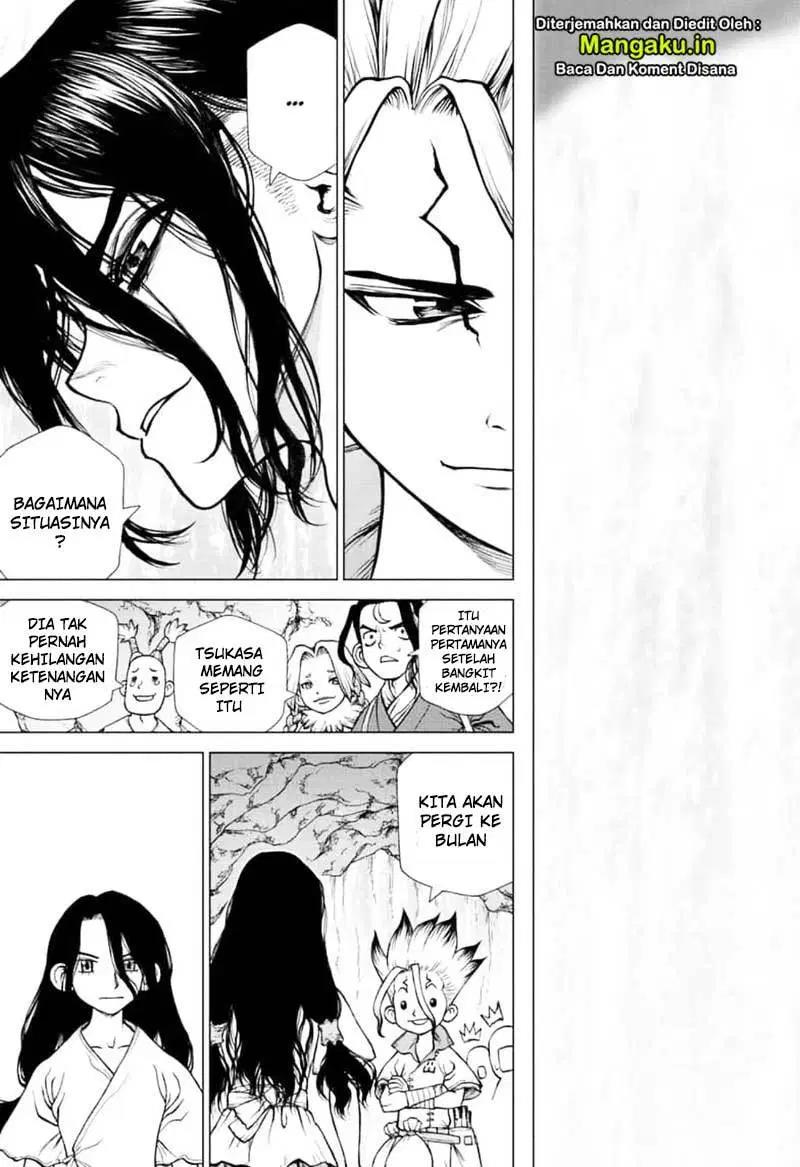 Diterjemahkan dan Diedit Oleh :
Mangaku.in
Baca Dan Koment Disana
...
BAGAIMANA
SITUASINYA
?
ITU
PERTANYAAN
PERTAMANYA
SETELAH
BANGKIT
KEMBALI?!
TSUKASA
MEMANG
SEPERTI
ITU
DIA TAK
PERNAH
KEHILANGAN
KETENANGAN
NYA
KITA AKAN
PERGI KE
BULAN